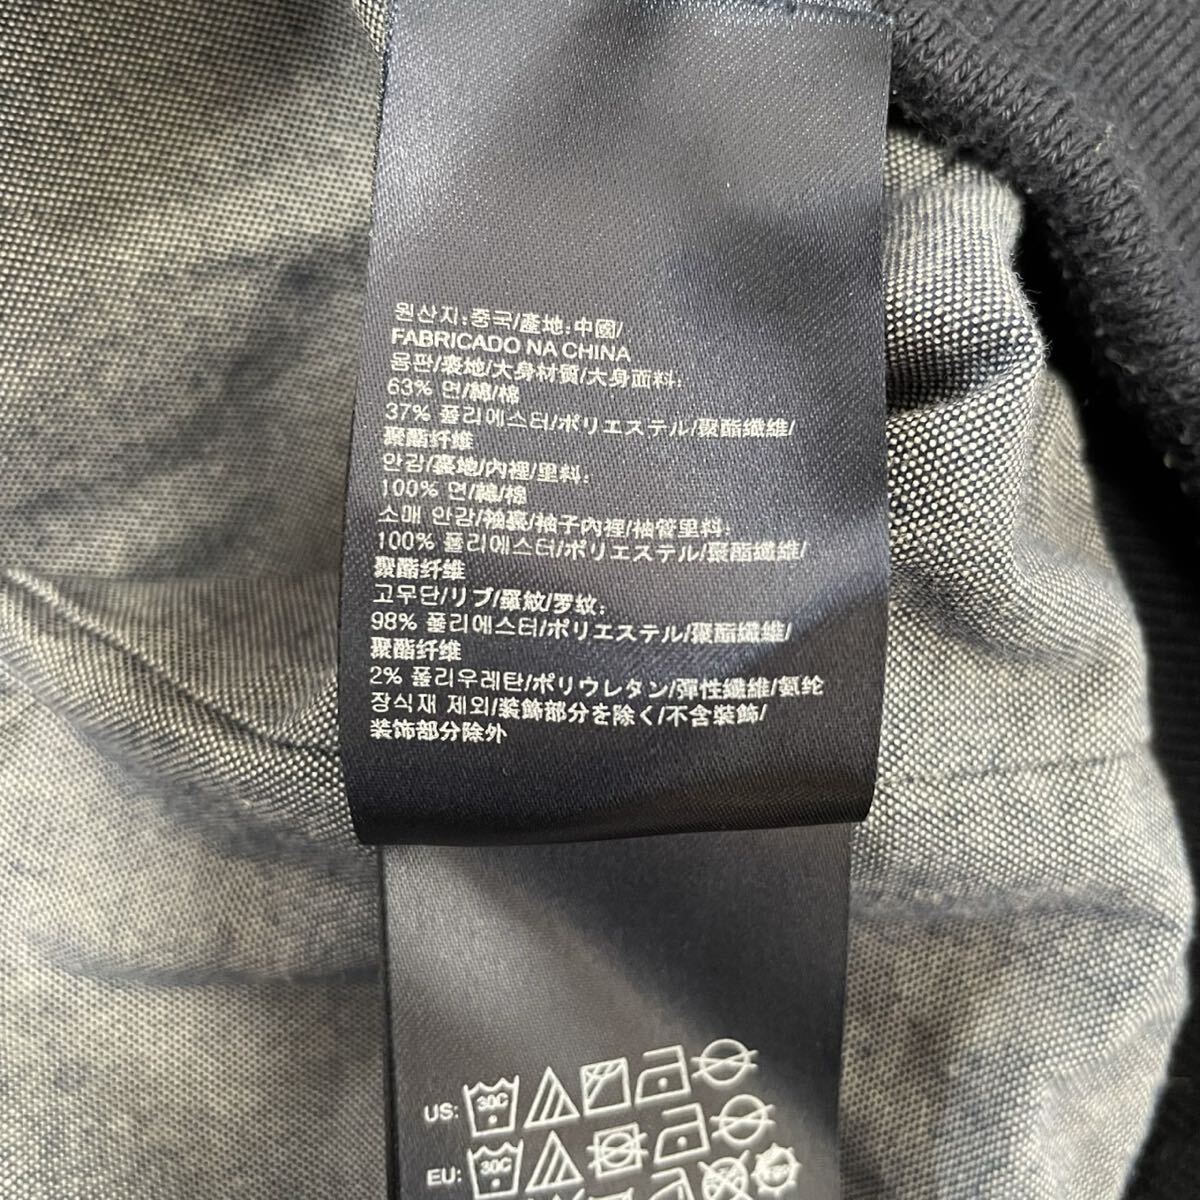 원산지:중국/產地:中國/
FABRICADO NA CHINA
몸판/表地/大身材質/大身面料:
63% 면/綿/棉
37% 폴리에스터/ポリエステル/聚酯纖維/
聚酯纤维
안감/裏地/內裡/里料:
100% 면/綿/棉
소매 안감/袖裏/袖子內裡/袖管里料:
100% 폴리에스터/ポリエステル/聚酯纖維/
聚酯纤维
고무단/リブ/羅紋/罗纹:
98% 폴리에스터/ポリエステル/聚酯纖維/
聚酯纤维
2% 폴리우레탄/ポリウレタン/彈性纖維/氨纶
장식재 제외/装飾部分を除く/不含裝飾/
装饰部分除外
US: 30C
EU: 30C